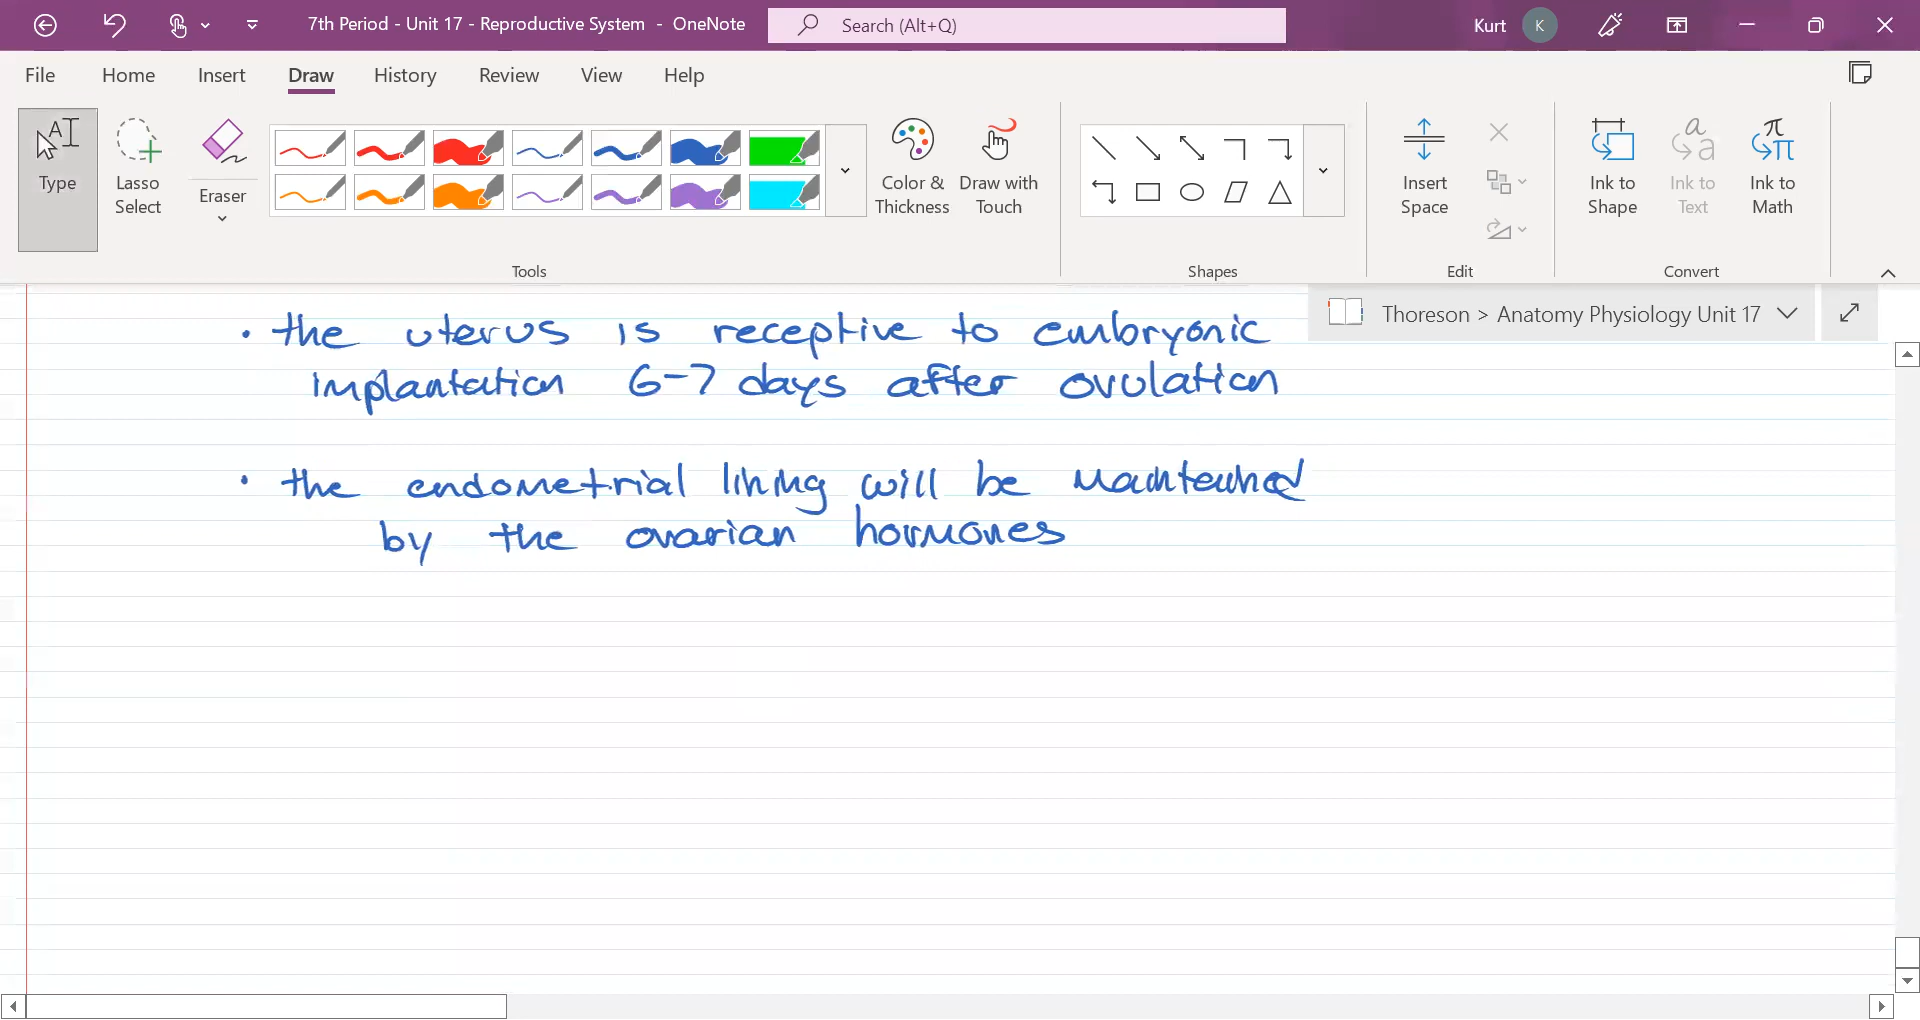 7th Period - Unit 17 - Reproductive System - OneNote
Search (Alt+Q)
Kurt
K
File Home Insert Draw History Review View Help
Type
Lasso Select
Eraser
Color & Thickness
Draw with Touch
Insert Space
Ink to Shape
Ink to Text
Ink to Math
Tools
Shapes
Edit
Convert
Thoreson > Anatomy Physiology Unit 17
• the uterus is receptive to embryonic
implantation 6-7 days after ovulation
• the endometrial lining will be maintained
by the ovarian hormones